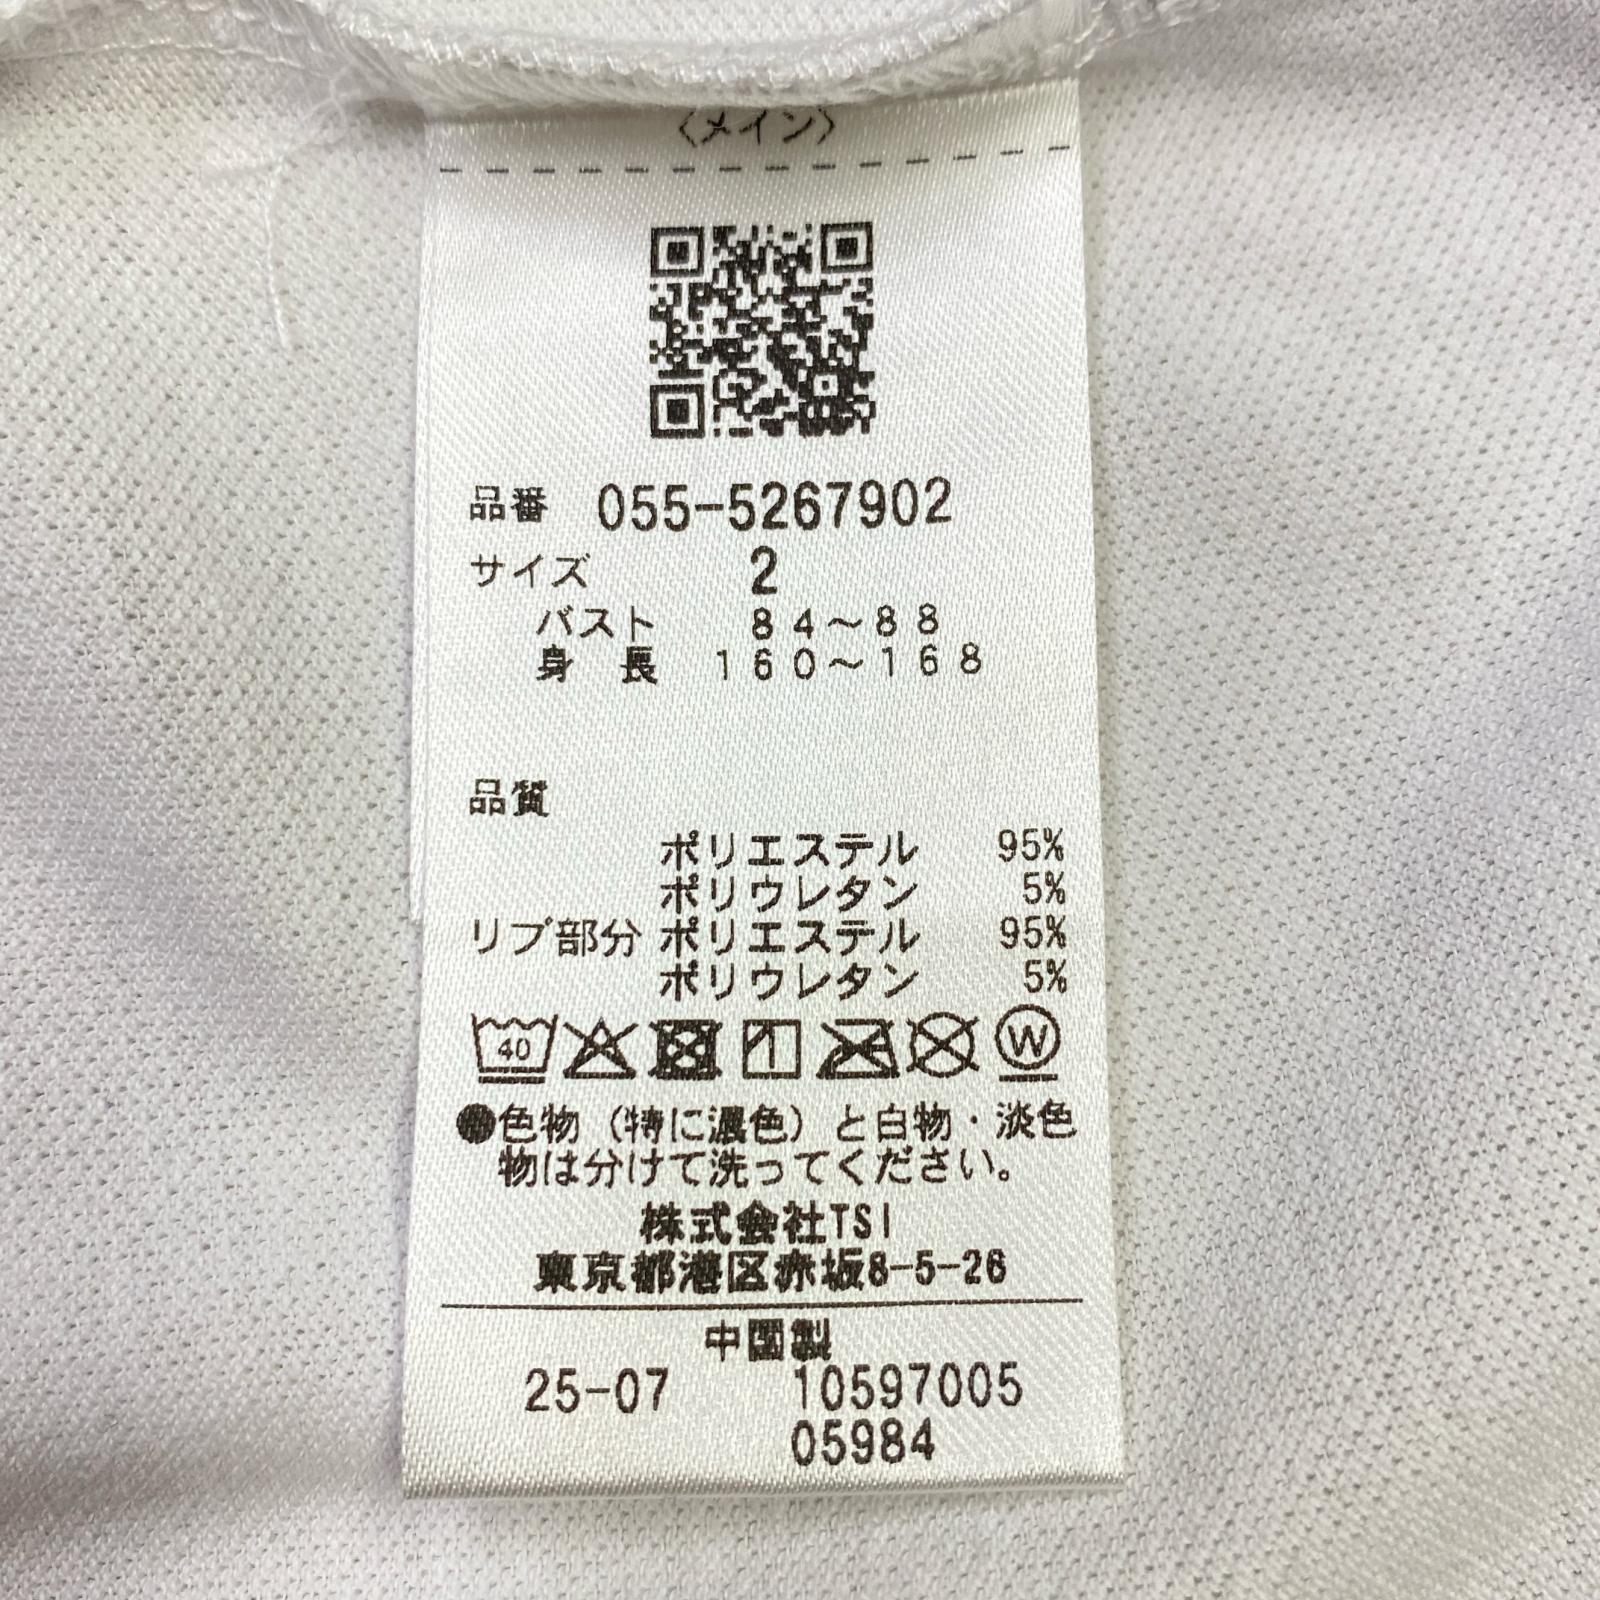 〈メイン〉
品番 055-5267902
サイズ 2
バスト 84～88
身長 160～168
品質
ポリエステル 95%
ポリウレタン 5%
リブ部分 ポリエステル 95%
ポリウレタン 5%
40 W
●色物（特に濃色）と白物・淡色
物は分けて洗ってください。
株式会社TSI
東京都港区赤坂8-5-26
中国製
25-07 10597005
05984